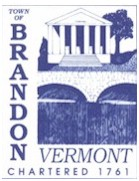 TOWN
OF
BRANDON
VERMONT
CHARTERED 1761